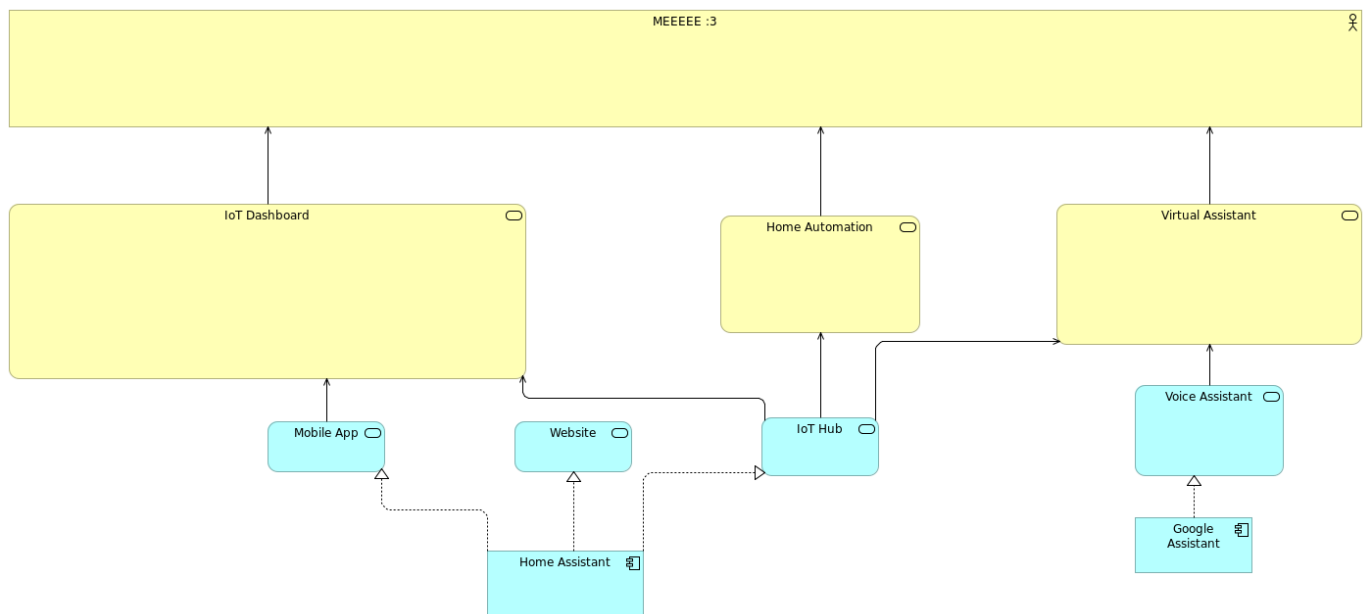 MEEEEE :3
IoT Dashboard
Home Automation
Virtual Assistant
Mobile App
Website
IoT Hub
Voice Assistant
Home Assistant
Google
Assistant